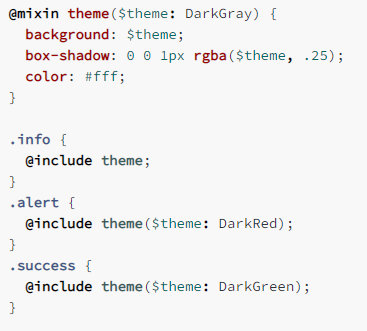 @mixin theme($theme: DarkGray) {
  background: $theme;
  box-shadow: 0 0 1px rgba($theme, .25);
  color: #fff;
}

.info {
  @include theme;
}
.alert {
  @include theme($theme: DarkRed);
}
.success {
  @include theme($theme: DarkGreen);
}